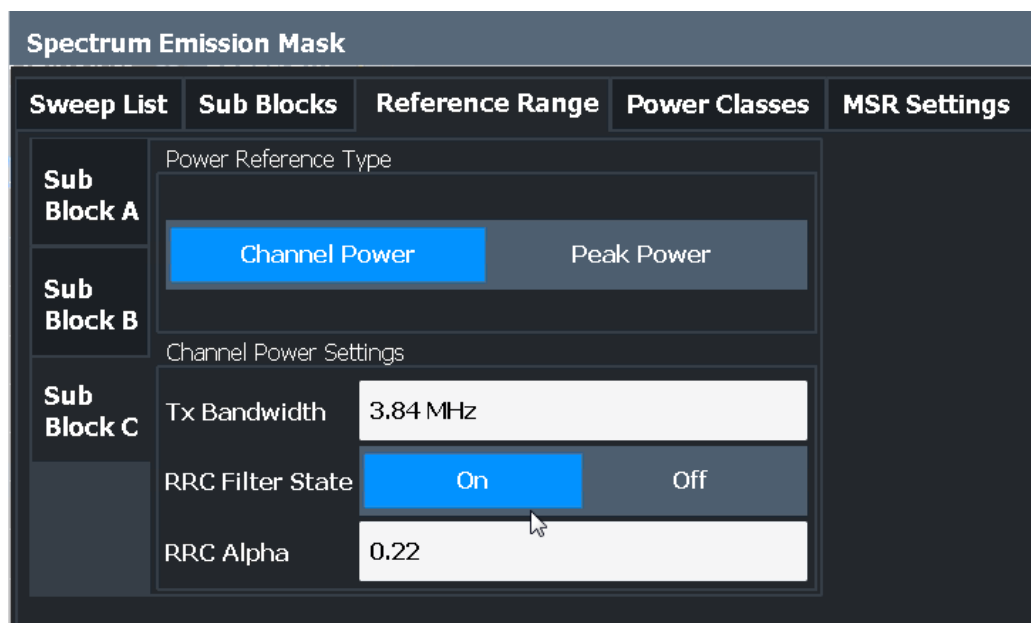 Spectrum Emission Mask
Sweep List Sub Blocks Reference Range Power Classes MSR Settings
Sub
Block A
Sub
Block B
Sub
Block C
Power Reference Type
Channel Power Peak Power
Channel Power Settings
Tx Bandwidth 3.84 MHz
RRC Filter State On Off
RRC Alpha 0.22